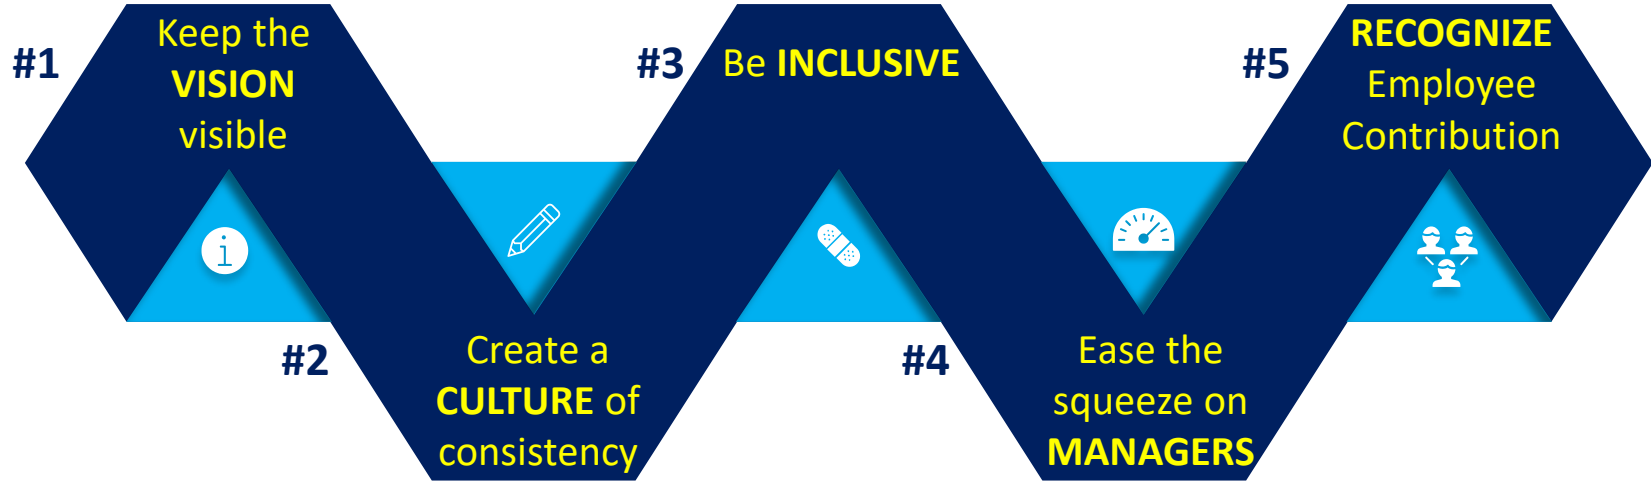 #1
Keep the
VISION
visible
#2
Create a
CULTURE of
consistency
#3
Be INCLUSIVE
#4
Ease the
squeeze on
MANAGERS
#5
RECOGNIZE
Employee
Contribution
i